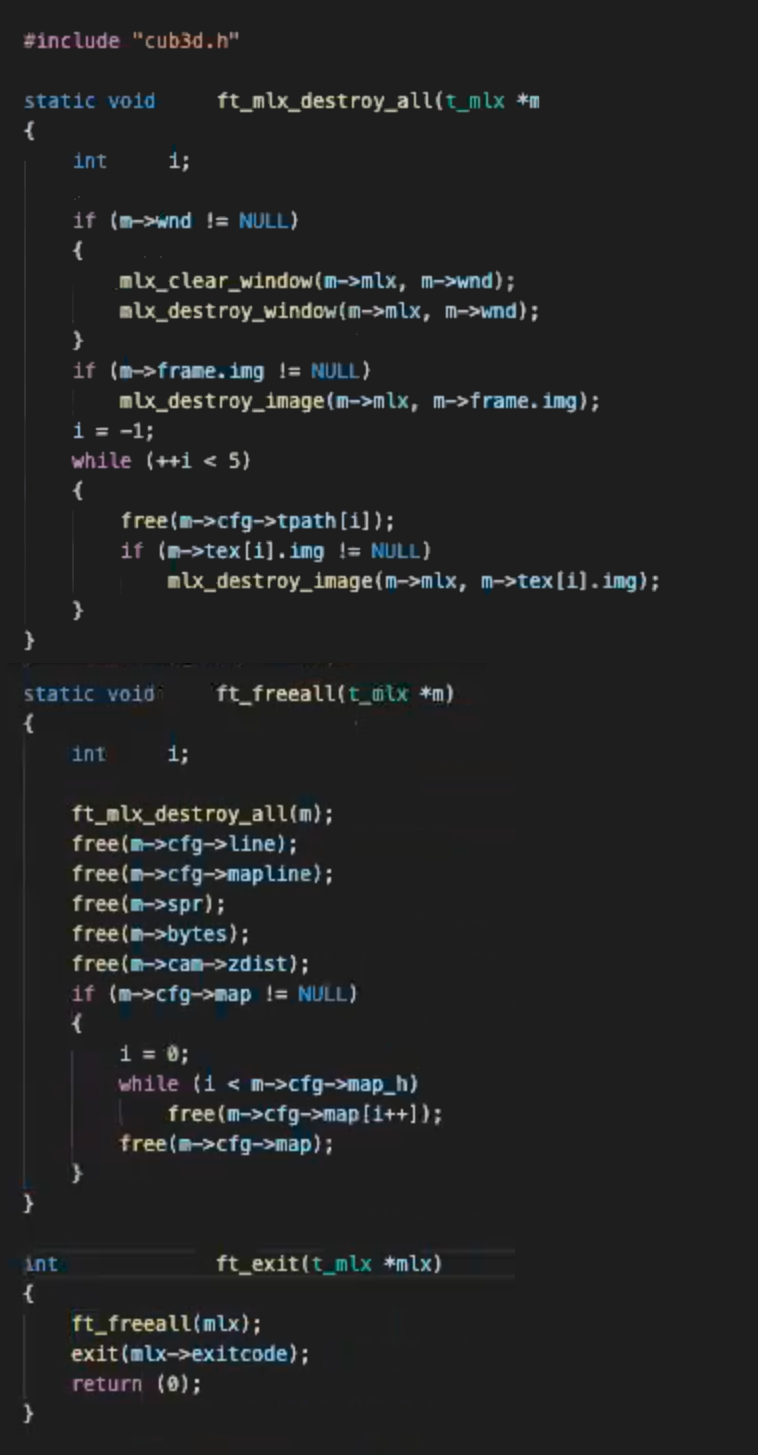 #include "cub3d.h"
static void ft_mlx_destroy_all(t_mlx *m
{
int i;
if (m->wnd != NULL)
{
mlx_clear_window(m->mlx, m->wnd);
mlx_destroy_window(m->mlx, m->wnd);
}
if (m->frame.img != NULL)
mlx_destroy_image(m->mlx, m->frame.img);
i = -1;
while (++i < 5)
{
free(m->cfg->tpath[i]);
if (m->tex[i].img != NULL)
mlx_destroy_image(m->mlx, m->tex[i].img);
}
}
static void ft_freeall(t_mlx *m)
{
int i;
ft_mlx_destroy_all(m);
free(m->cfg->line);
free(m->cfg->mapline);
free(m->spr);
free(m->bytes);
free(m->cam->zdist);
if (m->cfg->map != NULL)
{
i = 0;
while (i < m->cfg->map_h)
free(m->cfg->map[i++]);
free(m->cfg->map);
}
}
int ft_exit(t_mlx *mlx)
{
ft_freeall(mlx);
exit(mlx->exitcode);
return (0);
}